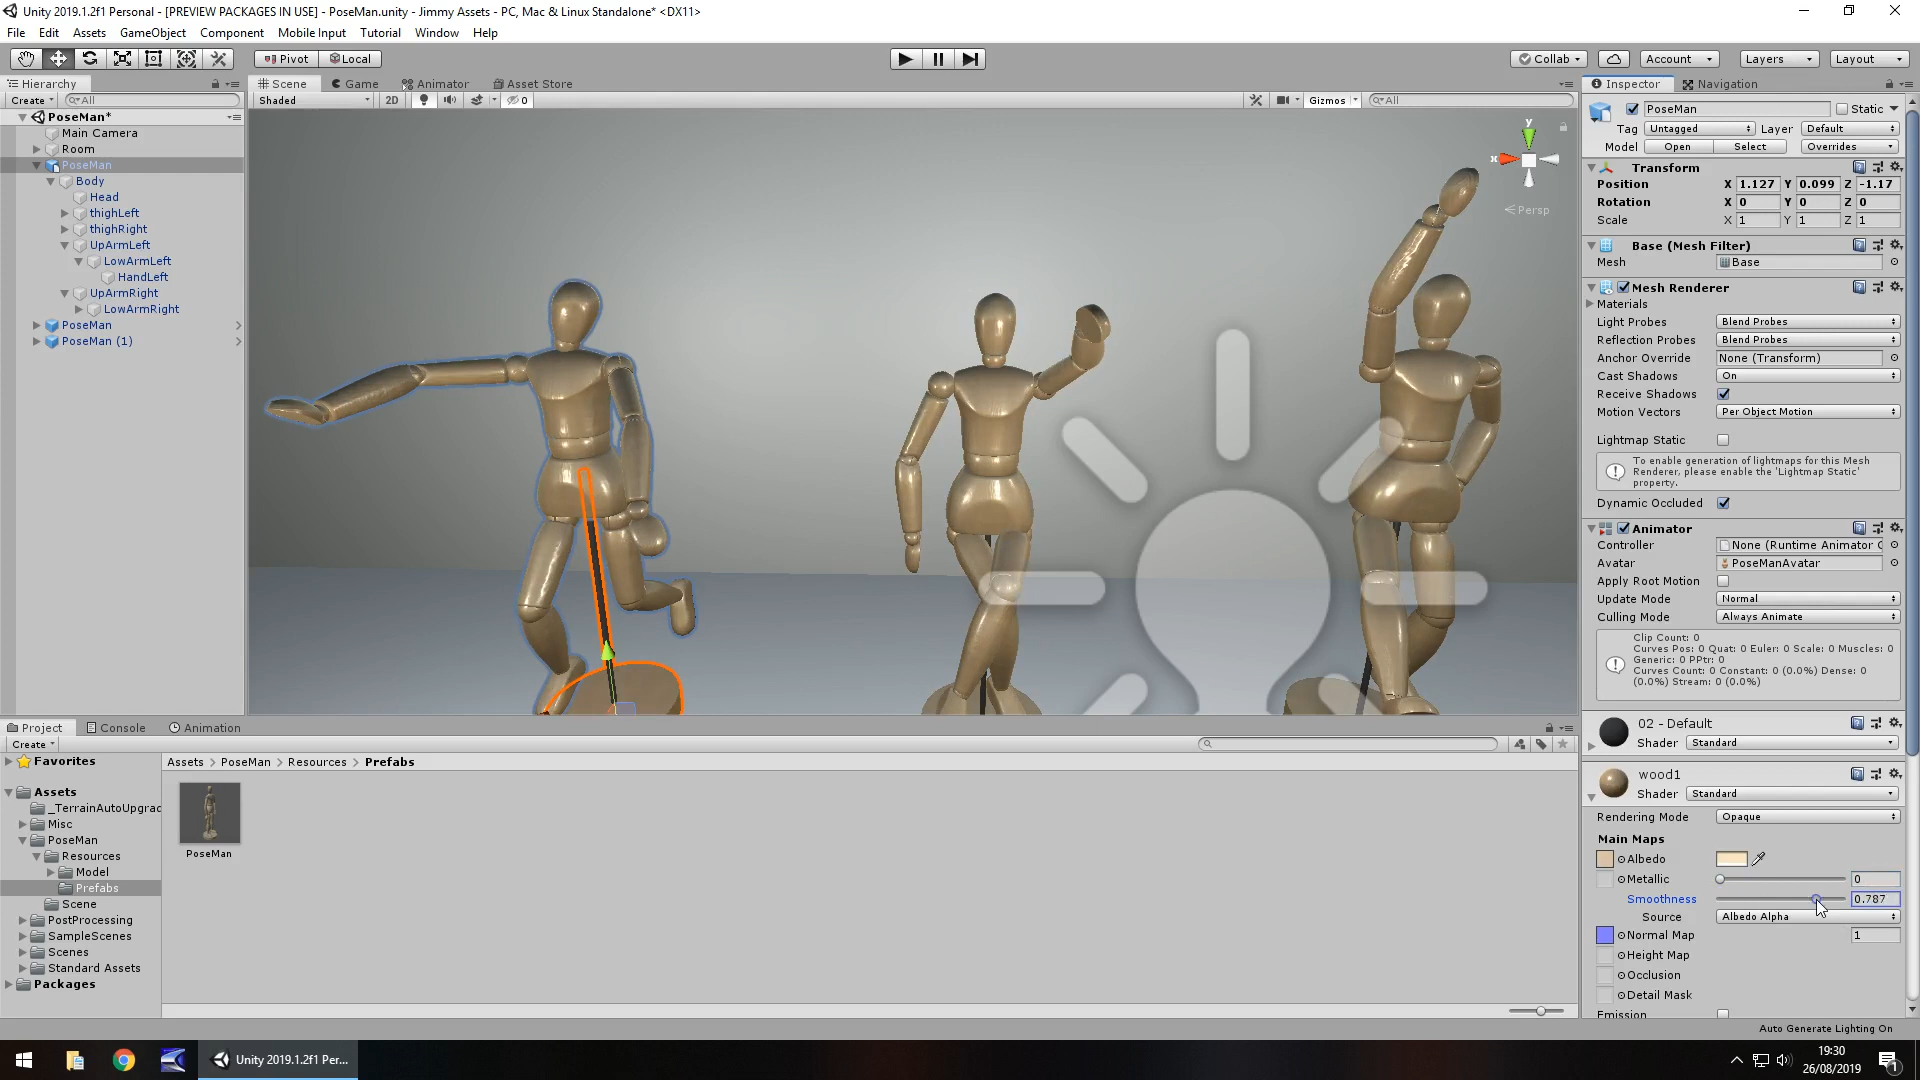 Unity 2019.1.2f1 Personal - [PREVIEW PACKAGES IN USE] - PoseMan.unity - Jimmy Assets - PC, Mac & Linux Standalone* <DX11>
File Edit Assets GameObject Component Mobile Input Tutorial Window Help
Pivot Local Collab Account Layers Layout
Hierarchy Scene Game Animator Asset Store Inspector Navigation
Create All Shaded 2D 0 Gizmos All
PoseMan*
Main Camera
Room
PoseMan
Body
Head
thighLeft
thighRight
UpArmLeft
LowArmLeft
HandLeft
UpArmRight
LowArmRight
PoseMan
PoseMan (1)
y
x
Persp
PoseMan Static
Tag Untagged Layer Default
Model Open Select Overrides
Transform
Position X 1.127 Y 0.099 Z -1.17
Rotation X 0 Y 0 Z 0
Scale X 1 Y 1 Z 1
Base (Mesh Filter)
Mesh Base
Mesh Renderer
Materials
Light Probes Blend Probes
Reflection Probes Blend Probes
Anchor Override None (Transform)
Cast Shadows On
Receive Shadows
Motion Vectors Per Object Motion
Lightmap Static
To enable generation of lightmaps for this Mesh
Renderer, please enable the 'Lightmap Static'
property.
Dynamic Occluded
Animator
Controller None (Runtime Animator C
Avatar PoseManAvatar
Apply Root Motion
Update Mode Normal
Culling Mode Always Animate
Clip Count: 0
Curves Pos: 0 Quat: 0 Euler: 0 Scale: 0 Muscles: 0
Generic: 0 PPtr: 0
Curves Count: 0 Constant: 0 (0.0%) Dense: 0
(0.0%) Stream: 0 (0.0%)
02 - Default
Shader Standard
wood1
Shader Standard
Rendering Mode Opaque
Main Maps
Albedo
Metallic 0
Smoothness 0.787
Source Albedo Alpha
Normal Map 1
Height Map
Occlusion
Detail Mask
Emission
Project Console Animation
Create
Favorites
Assets
_TerrainAutoUpgrad
Misc
PoseMan
Resources
Model
Prefabs
Scene
PostProcessing
SampleScenes
Scenes
Standard Assets
Packages
Assets > PoseMan > Resources > Prefabs
PoseMan
Auto Generate Lighting On
Unity 2019.1.2f1 Per...
19:30
26/08/2019
1